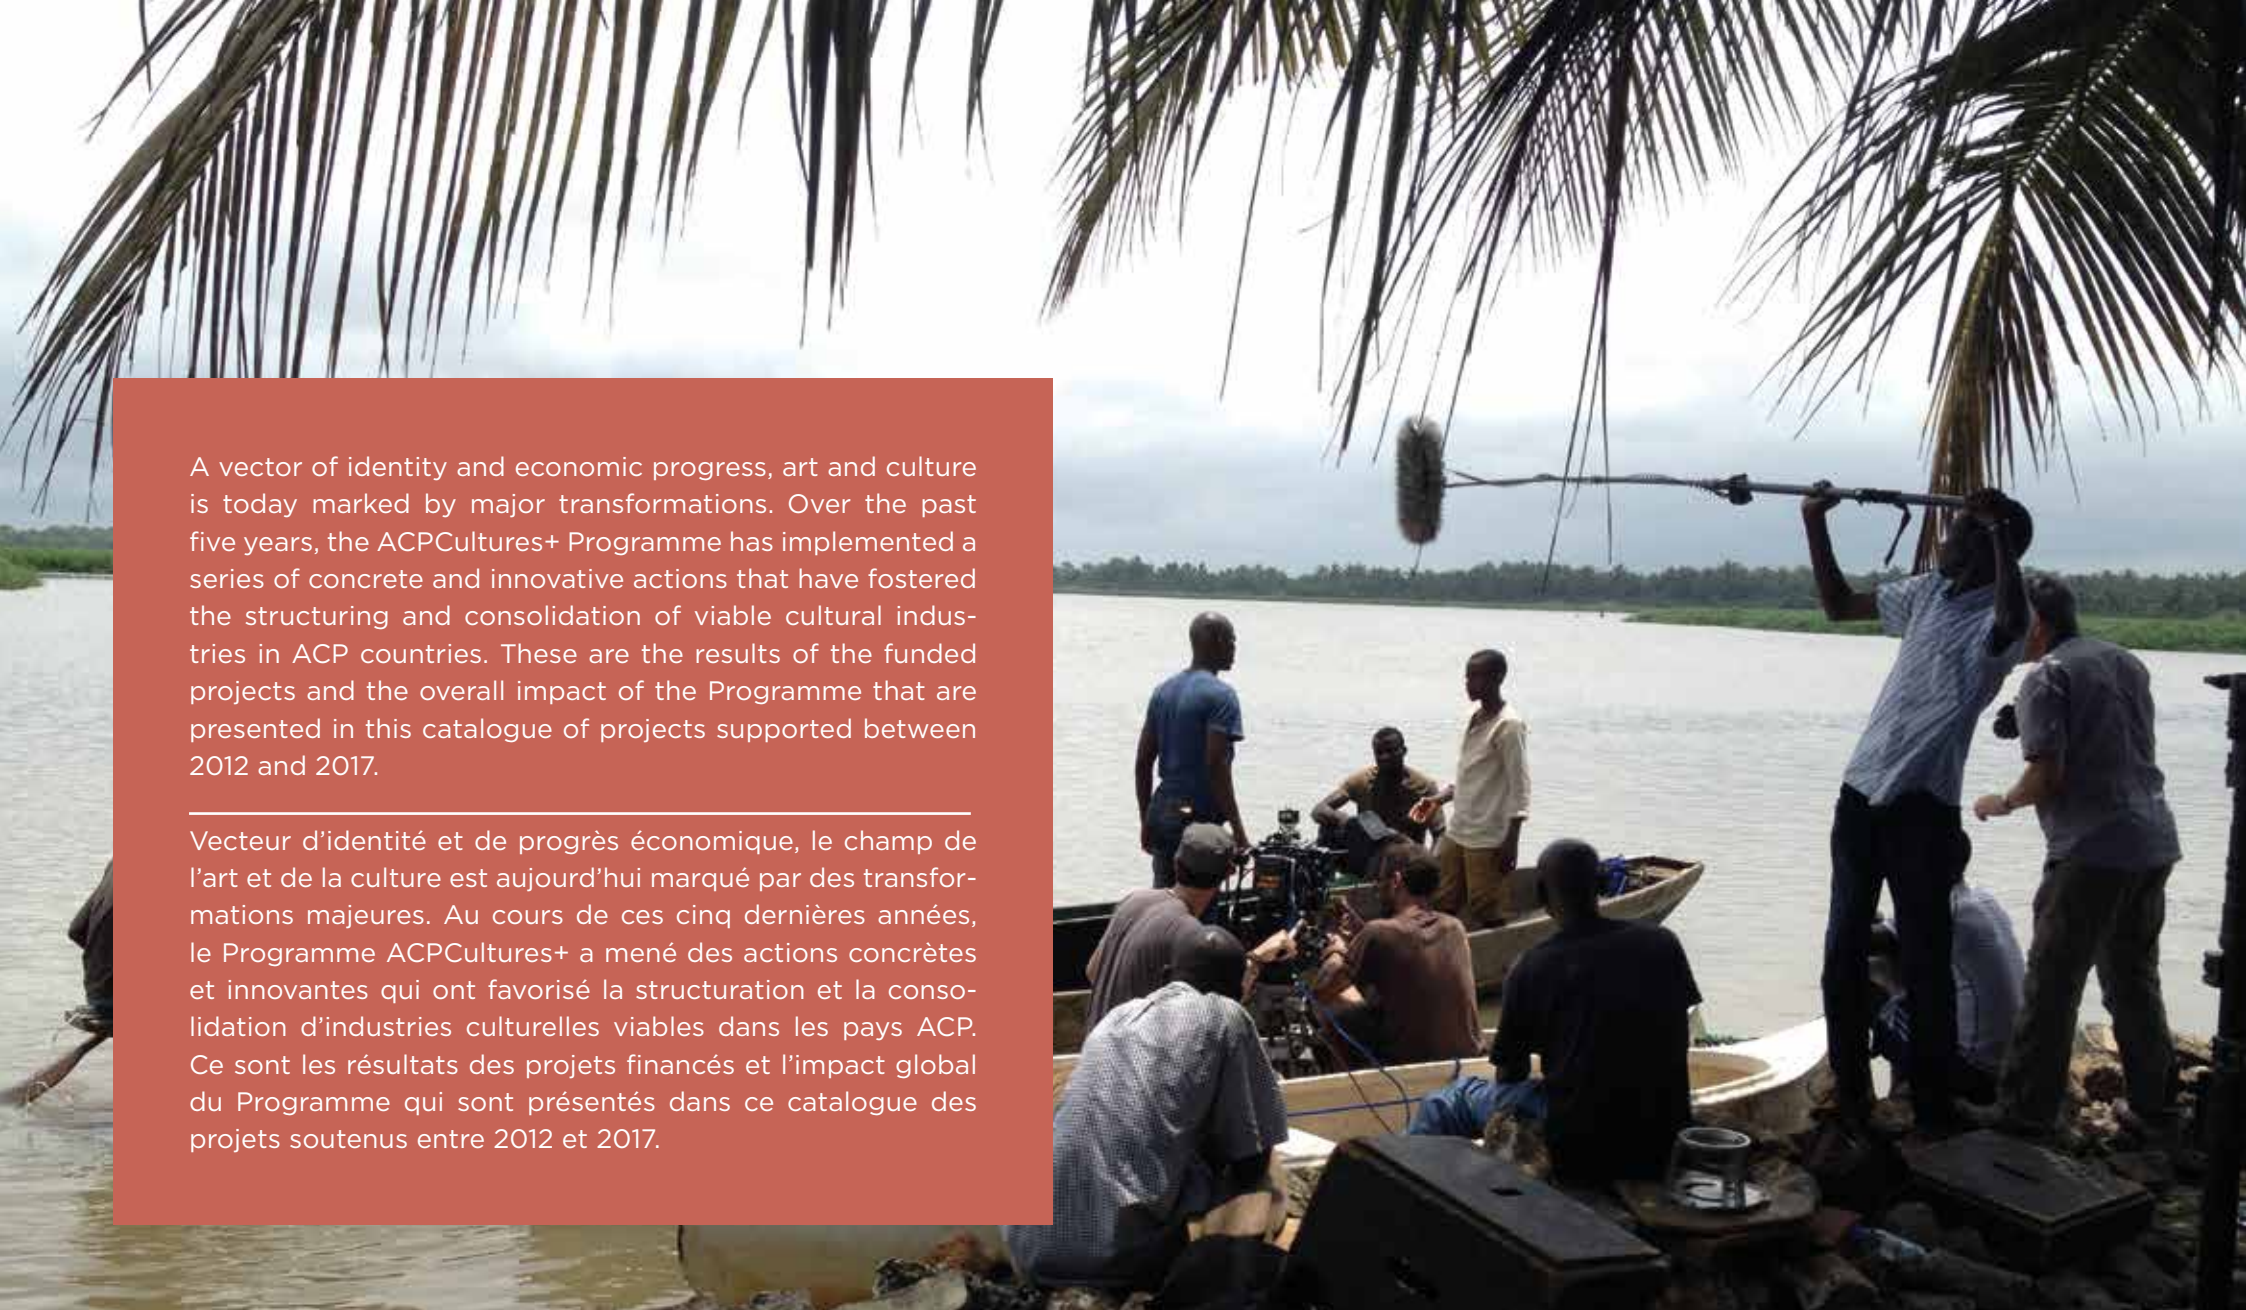 A vector of identity and economic progress, art and culture
is today marked by major transformations. Over the past
five years, the ACPCultures+ Programme has implemented a
series of concrete and innovative actions that have fostered
the structuring and consolidation of viable cultural indus-
tries in ACP countries. These are the results of the funded
projects and the overall impact of the Programme that are
presented in this catalogue of projects supported between
2012 and 2017.
Vecteur d’identité et de progrès économique, le champ de
l’art et de la culture est aujourd’hui marqué par des transfor-
mations majeures. Au cours de ces cinq dernières années,
le Programme ACPCultures+ a mené des actions concrètes
et innovantes qui ont favorisé la structuration et la conso-
lidation d’industries culturelles viables dans les pays ACP.
Ce sont les résultats des projets financés et l’impact global
du Programme qui sont présentés dans ce catalogue des
projets soutenus entre 2012 et 2017.